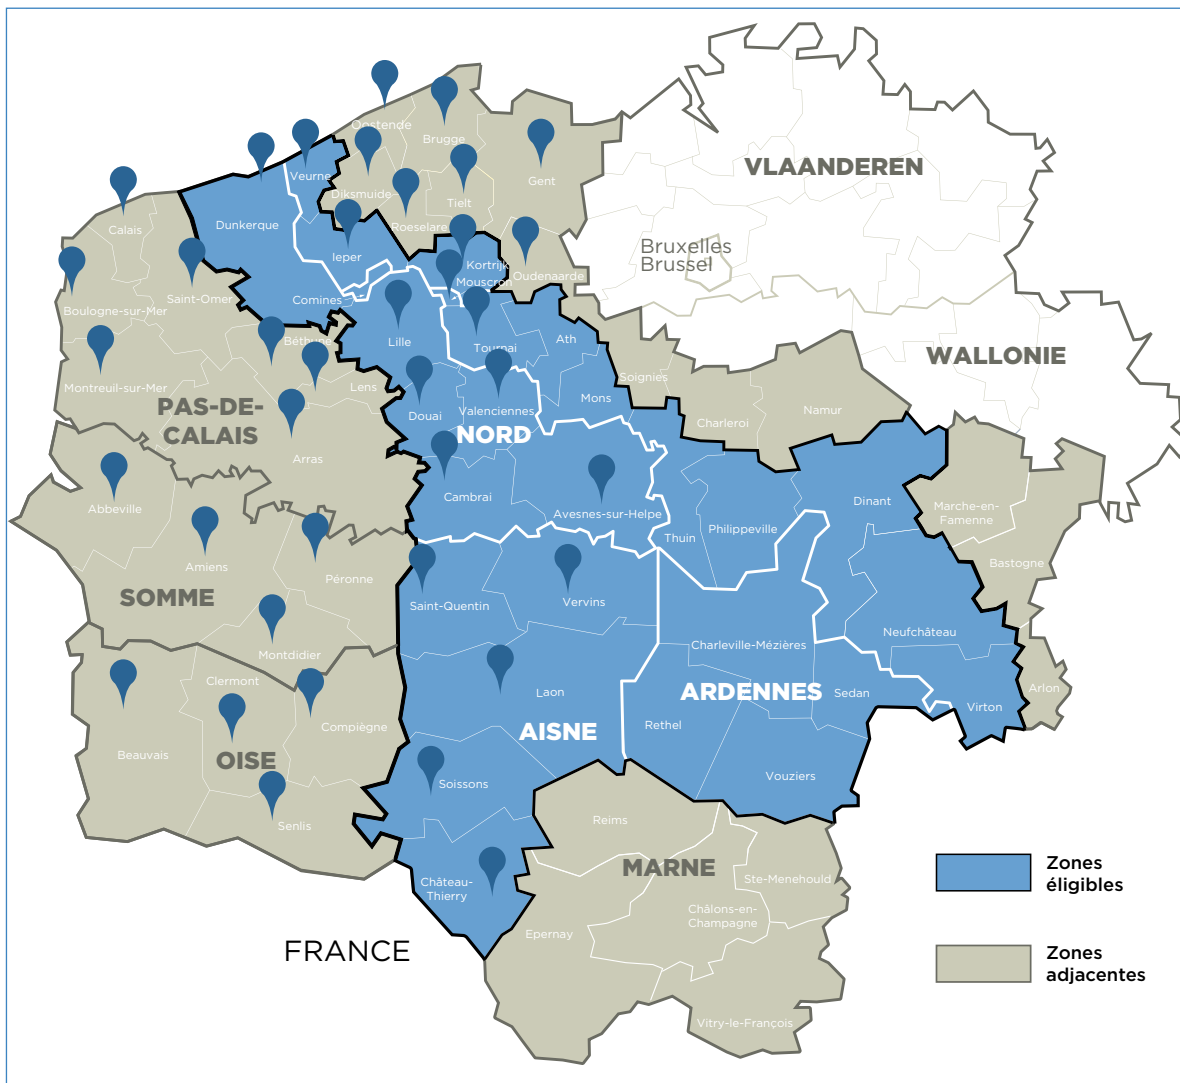 Oostende
Brugge
VLAANDEREN
Veurne
Diksmuide
Gent
Tielt
Dunkerque
Calais
Roeselare
Ieper
Bruxelles
Brussel
Kortrijk
Oudenaarde
Mouscron
Saint-Omer
Comines
Boulogne-sur-Mer
Béthune
Lille
Tournai
Ath
WALLONIE
Soignies
Montreuil-sur-Mer
Lens
Mons
PAS-DE-
CALAIS
Douai
Valenciennes
NORD
Charleroi
Namur
Arras
Cambrai
Abbeville
Avesnes-sur-Helpe
Thuin
Philippeville
Dinant
Marche-en-
Famenne
Bastogne
Amiens
Péronne
SOMME
Saint-Quentin
Vervins
Neufchâteau
Charleville-Mézières
Montdidier
Clermont
Laon
ARDENNES
Sedan
Arlon
Virton
Compiègne
Rethel
AISNE
Beauvais
OISE
Soissons
Vouziers
Senlis
Reims
MARNE
Château-
Thierry
Ste-Menehould
Châlons-en-
Champagne
Epernay
FRANCE
Vitry-le-François
Zones
éligibles
Zones
adjacentes